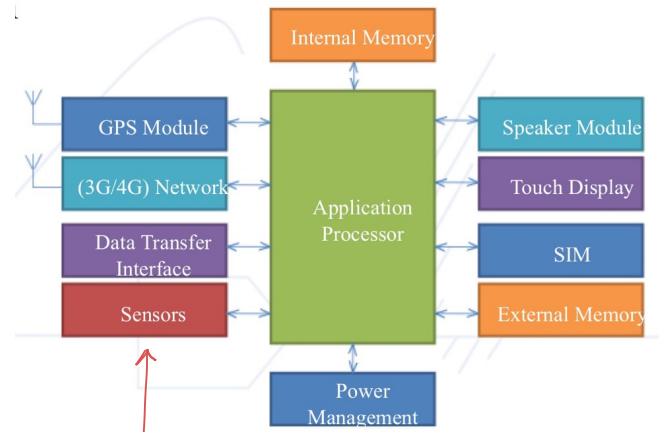 Internal Memory
GPS Module
Speaker Module
(3G/4G) Network
Touch Display
Application
Processor
Data Transfer
Interface
SIM
Sensors
External Memory
Power
Management